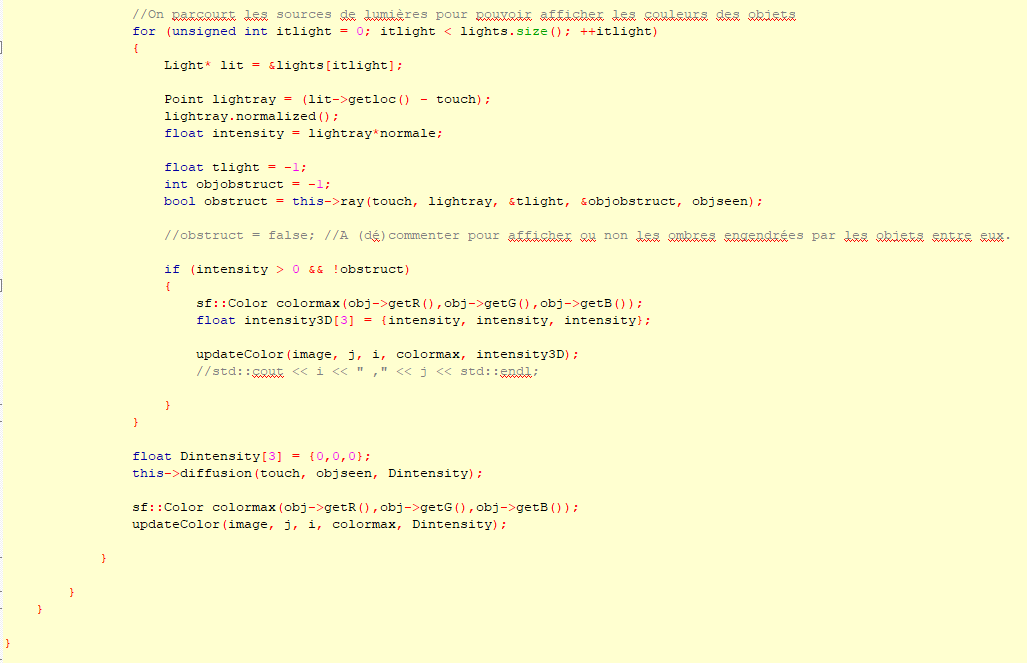 //On parcourt les sources de lumières pour pouvoir afficher les couleurs des objets
for (unsigned int itlight = 0; itlight < lights.size(); ++itlight)
{
Light* lit = &lights[itlight];
Point lightray = (lit->getloc() - touch);
lightray.normalized();
float intensity = lightray*normale;
float tlight = -1;
int objobstruct = -1;
bool obstruct = this->ray(touch, lightray, &tlight, &objobstruct, objseen);
//obstruct = false; //A (dé)commenter pour afficher ou non les ombres engendrées par les objets entre eux.
if (intensity > 0 && !obstruct)
{
sf::Color colormax(obj->getR(),obj->getG(),obj->getB());
float intensity3D[3] = {intensity, intensity, intensity};
updateColor(image, j, i, colormax, intensity3D);
//std::cout << i << " ," << j << std::endl;
}
}
float Dintensity[3] = {0,0,0};
this->diffusion(touch, objseen, Dintensity);
sf::Color colormax(obj->getR(),obj->getG(),obj->getB());
updateColor(image, j, i, colormax, Dintensity);
}
}
}
}